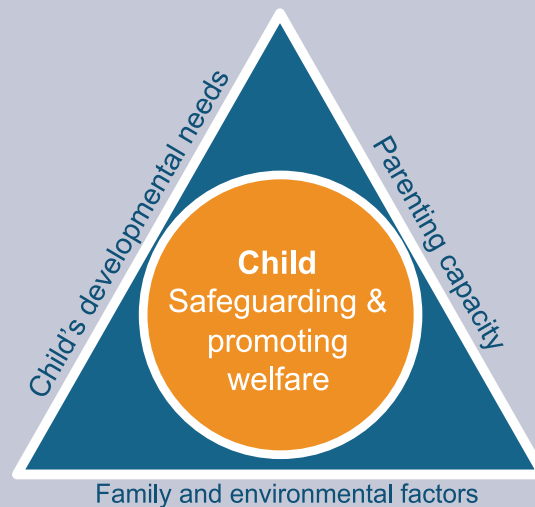 Child's developmental needs
Parenting capacity
Child
Safeguarding &
promoting
welfare
Family and environmental factors